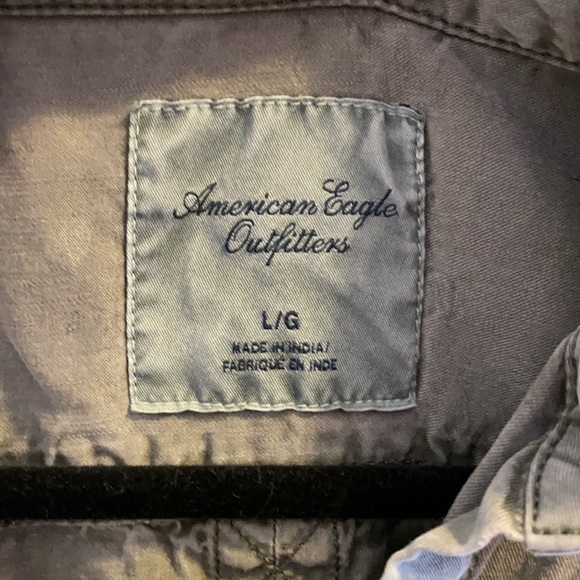 American Eagle
Outfitters
L/G
MADE IN INDIA/
FABRIQUÉ EN INDE